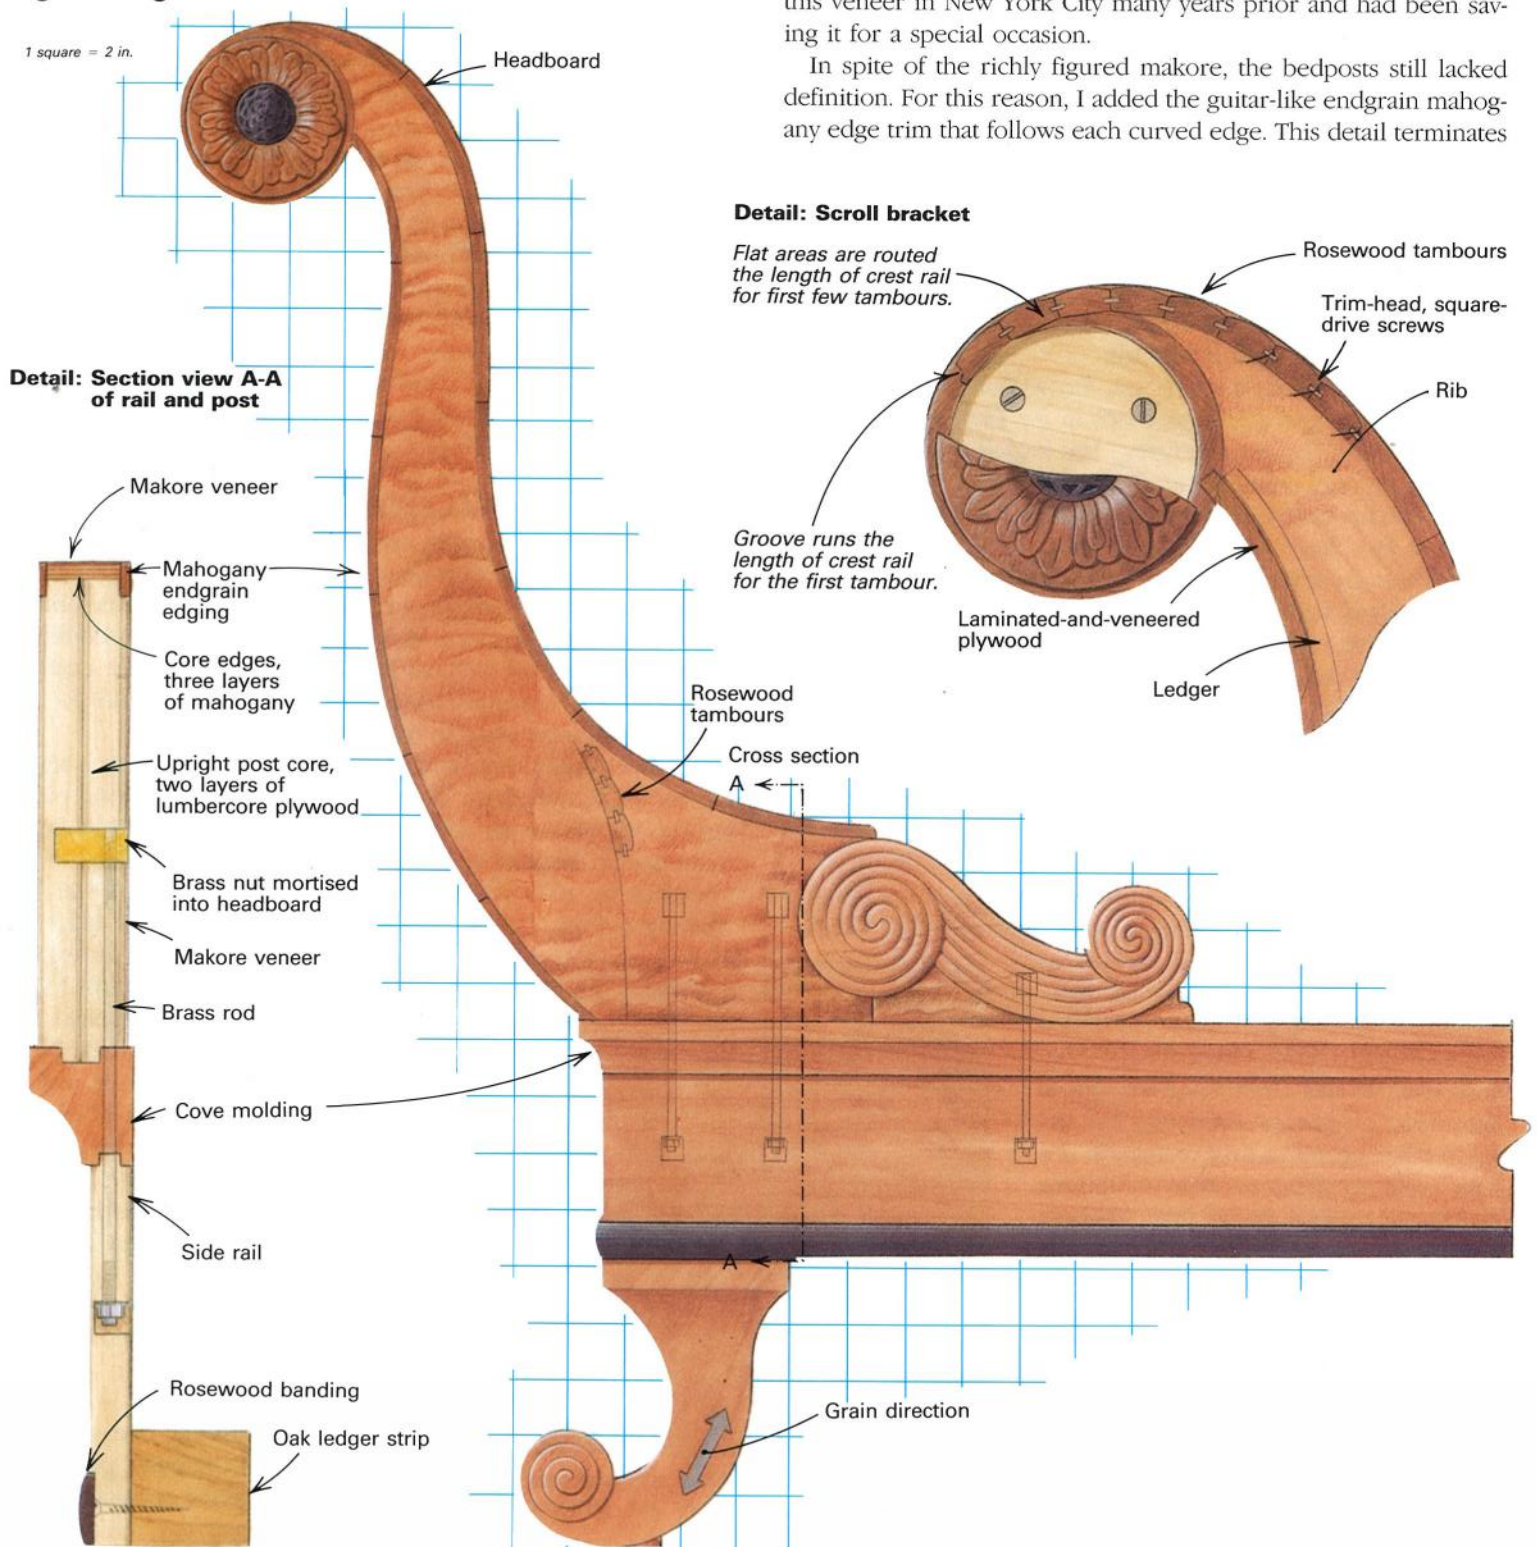 1 square = 2 in.
Headboard
this veneer in New York City many years prior and had been sav-
ing it for a special occasion.
In spite of the richly figured makore, the bedposts still lacked
definition. For this reason, I added the guitar-like endgrain mahog-
any edge trim that follows each curved edge. This detail terminates
Detail: Scroll bracket
Flat areas are routed
the length of crest rail
for first few tambours.
Rosewood tambours
Trim-head, square-
drive screws
Rib
Groove runs the
length of crest rail
for the first tambour.
Laminated-and-veneered
plywood
Ledger
Detail: Section view A-A
of rail and post
Makore veneer
Mahogany
endgrain
edging
Core edges,
three layers
of mahogany
Upright post core,
two layers of
lumbercore plywood
Brass nut mortised
into headboard
Makore veneer
Brass rod
Cove molding
Side rail
Rosewood banding
Oak ledger strip
Rosewood
tambours
Cross section
A
A
Grain direction